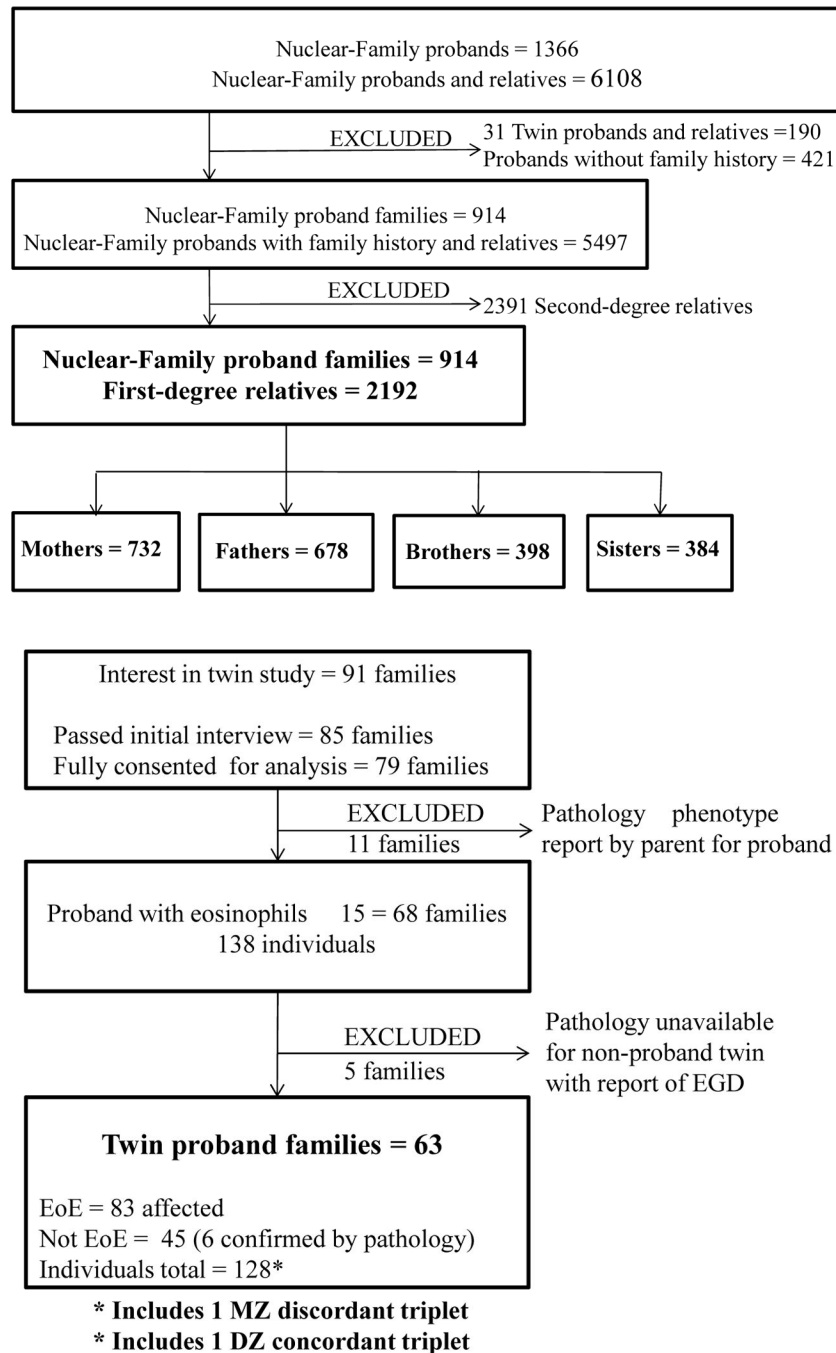 Nuclear-Family probands = 1366
Nuclear-Family probands and relatives = 6108
EXCLUDED
31 Twin probands and relatives =190
Probands without family history = 421
Nuclear-Family proband families = 914
Nuclear-Family probands with family history and relatives = 5497
EXCLUDED
2391 Second-degree relatives
Nuclear-Family proband families = 914
First-degree relatives = 2192
Mothers = 732
Fathers = 678
Brothers = 398
Sisters = 384
Interest in twin study = 91 families
Passed initial interview = 85 families
Fully consented for analysis = 79 families
EXCLUDED
11 families
Pathology phenotype
report by parent for proband
Proband with eosinophils 15 = 68 families
138 individuals
EXCLUDED
5 families
Pathology unavailable
for non-proband twin
with report of EGD
Twin proband families = 63
EoE = 83 affected
Not EoE = 45 (6 confirmed by pathology)
Individuals total = 128*
* Includes 1 MZ discordant triplet
* Includes 1 DZ concordant triplet